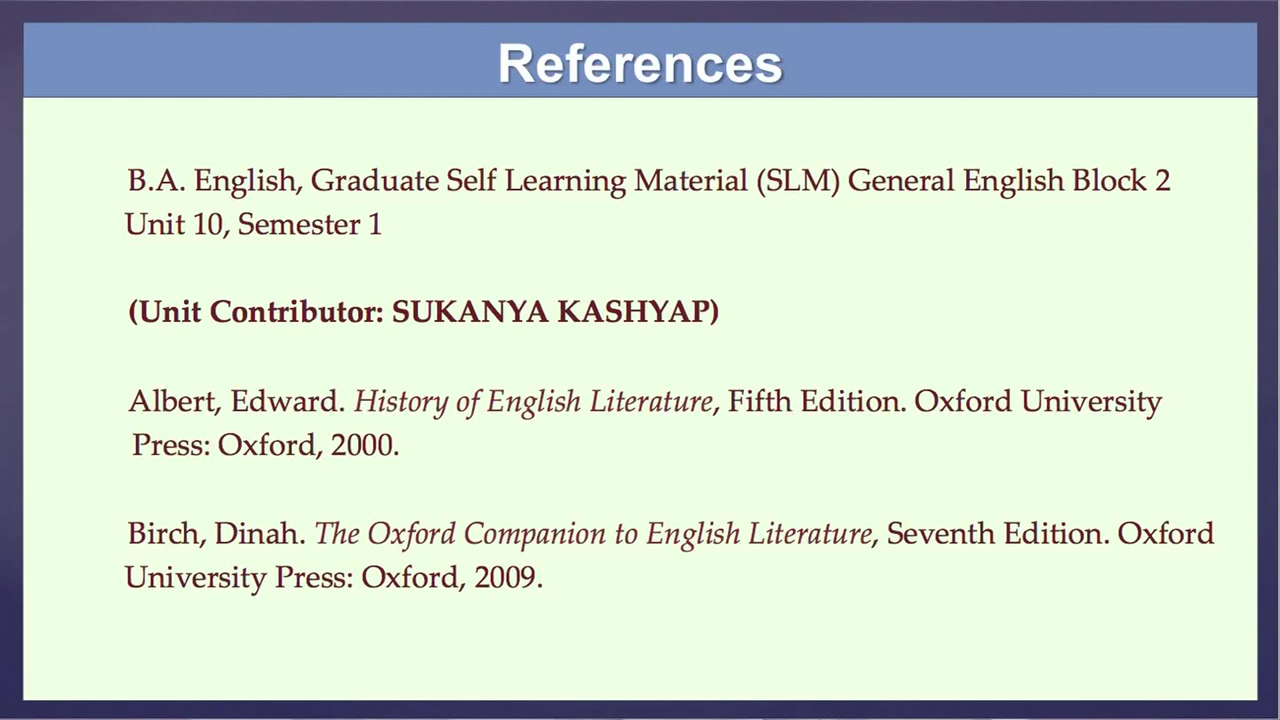 References
B.A. English, Graduate Self Learning Material (SLM) General English Block 2
Unit 10, Semester 1
(Unit Contributor: SUKANYA KASHYAP)
Albert, Edward. History of English Literature, Fifth Edition. Oxford University
Press: Oxford, 2000.
Birch, Dinah. The Oxford Companion to English Literature, Seventh Edition. Oxford
University Press: Oxford, 2009.